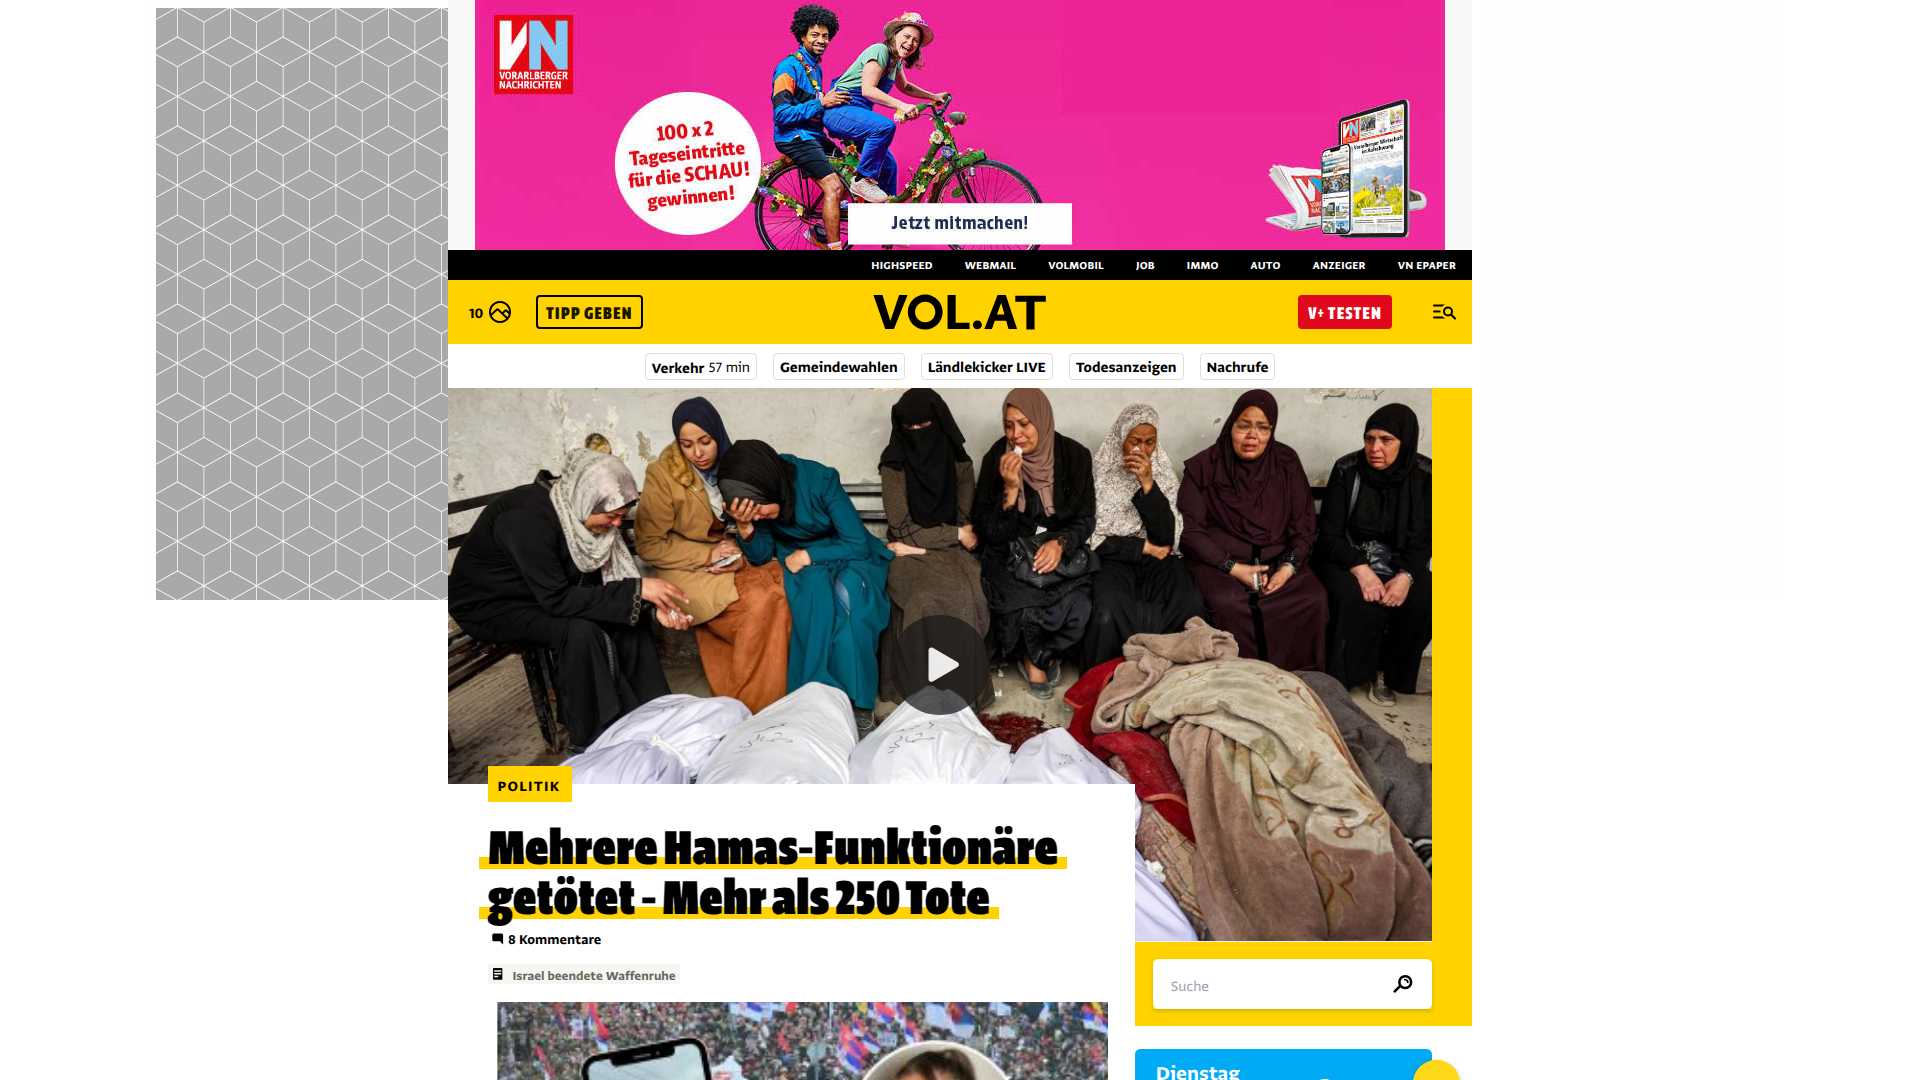 VN
VORARLBERGER
NACHRICHTEN
100 x 2
Tageseintritte
für die SCHAU!
gewinnen!
Jetzt mitmachen!
HIGHSPEED WEBMAIL VOLMOBIL JOB IMMO AUTO ANZEIGER VN EPAPER
10 TIPP GEBEN VOL.AT V+ TESTEN
Verkehr 57 min Gemeindewahlen Ländlekicker LIVE Todesanzeigen Nachrufe
POLITIK
Mehrere Hamas-Funktionäre
getötet - Mehr als 250 Tote
8 Kommentare
Israel beendete Waffenruhe
Suche
Dienstag